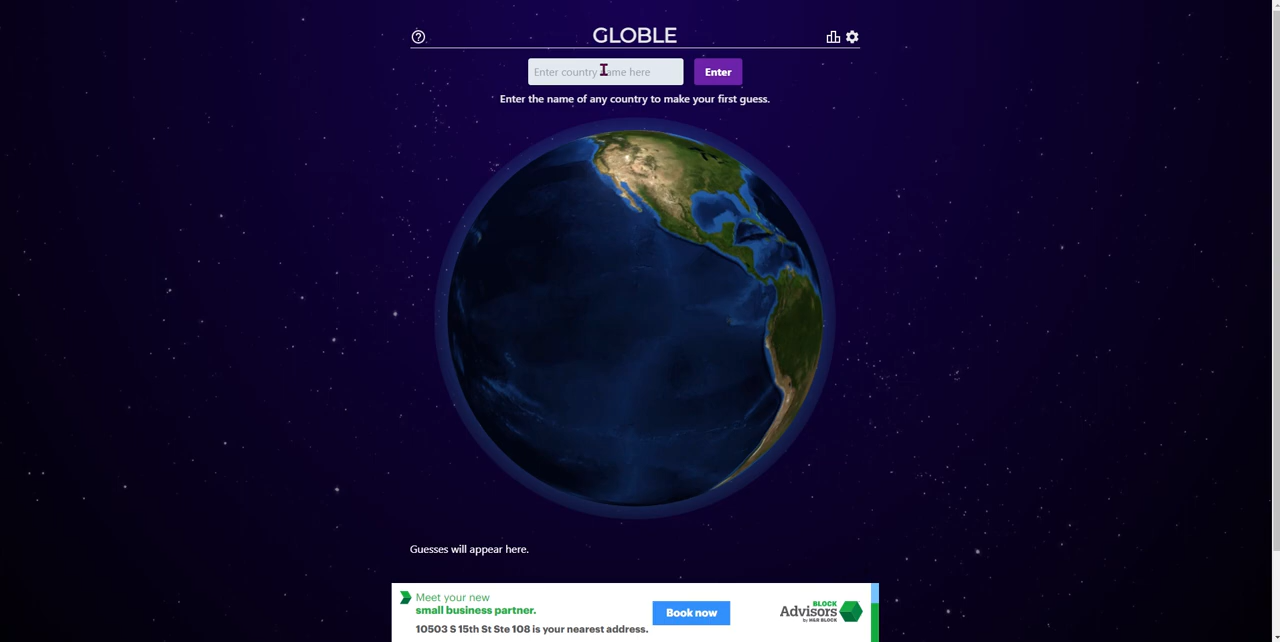 GLOBLE
Enter country name here
Enter
Enter the name of any country to make your first guess.
Guesses will appear here.
Meet your new
small business partner.
10503 S 15th St Ste 108 is your nearest address.
Book now
BLOCK
Advisors
by H&R BLOCK